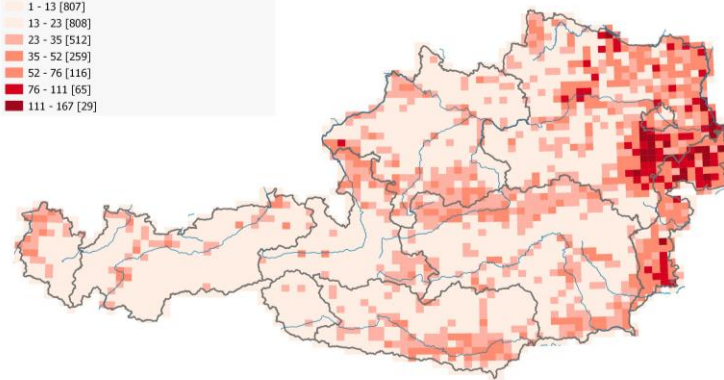 1 - 13 [807]
13 - 23 [808]
23 - 35 [512]
35 - 52 [259]
52 - 76 [116]
76 - 111 [65]
111 - 167 [29]